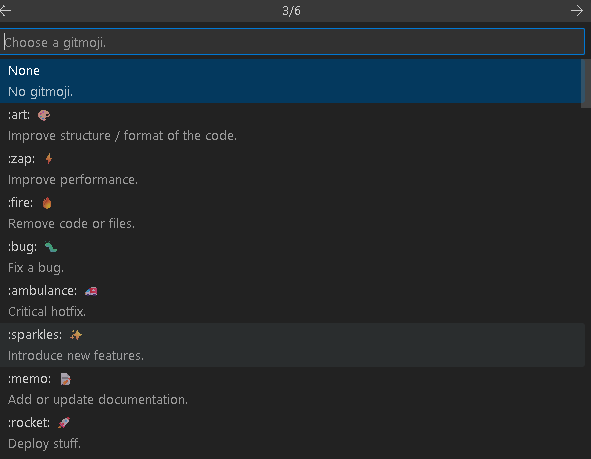 3/6
Choose a gitmoji.
None
No gitmoji.
:art: 🎨
Improve structure / format of the code.
:zap: ⚡
Improve performance.
:fire: 🔥
Remove code or files.
:bug: 🐛
Fix a bug.
:ambulance: 🚑
Critical hotfix.
:sparkles: ✨
Introduce new features.
:memo: 📝
Add or update documentation.
:rocket: 🚀
Deploy stuff.